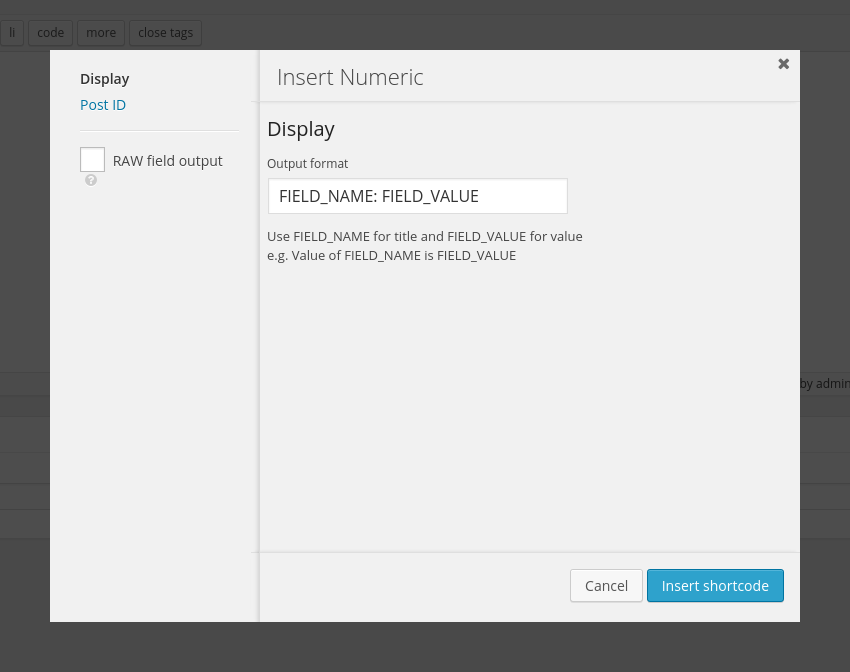 li
code
more
close tags
Display
Post ID
RAW field output
Insert Numeric
Display
Output format
FIELD_NAME: FIELD_VALUE
Use FIELD_NAME for title and FIELD_VALUE for value
e.g. Value of FIELD_NAME is FIELD_VALUE
by admin
Cancel
Insert shortcode